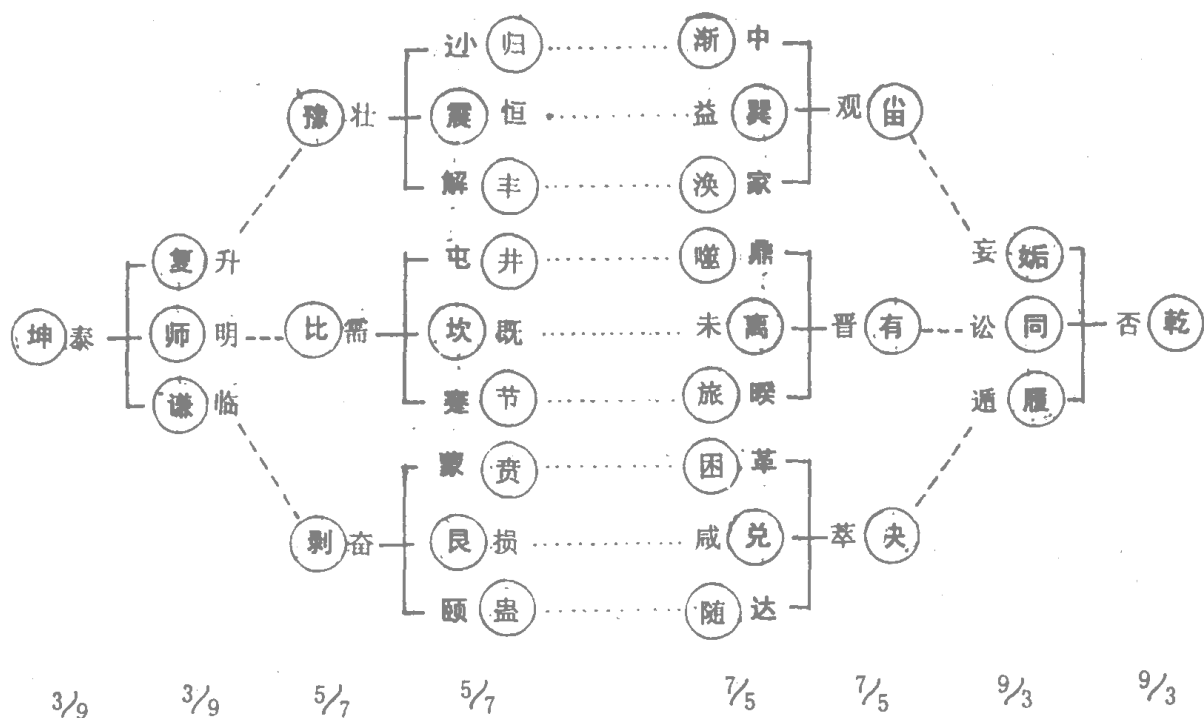 归 渐 中
豫 壮 震 恒 益 巽 观
解 丰 涣 家
复 升 屯 井 噬 鼎 妄 姤
坤 泰 师 明 比 需 坎 既 未 离 晋 有 讼 同 否 乾
谦 临 蹇 节 旅 睽 遁 履
蒙 贲 困 革
剥 奋 艮 损 咸 兑 萃 夬
颐 蛊 随 达
3/9 3/9 5/7 5/7 7/5 7/5 9/3 9/3